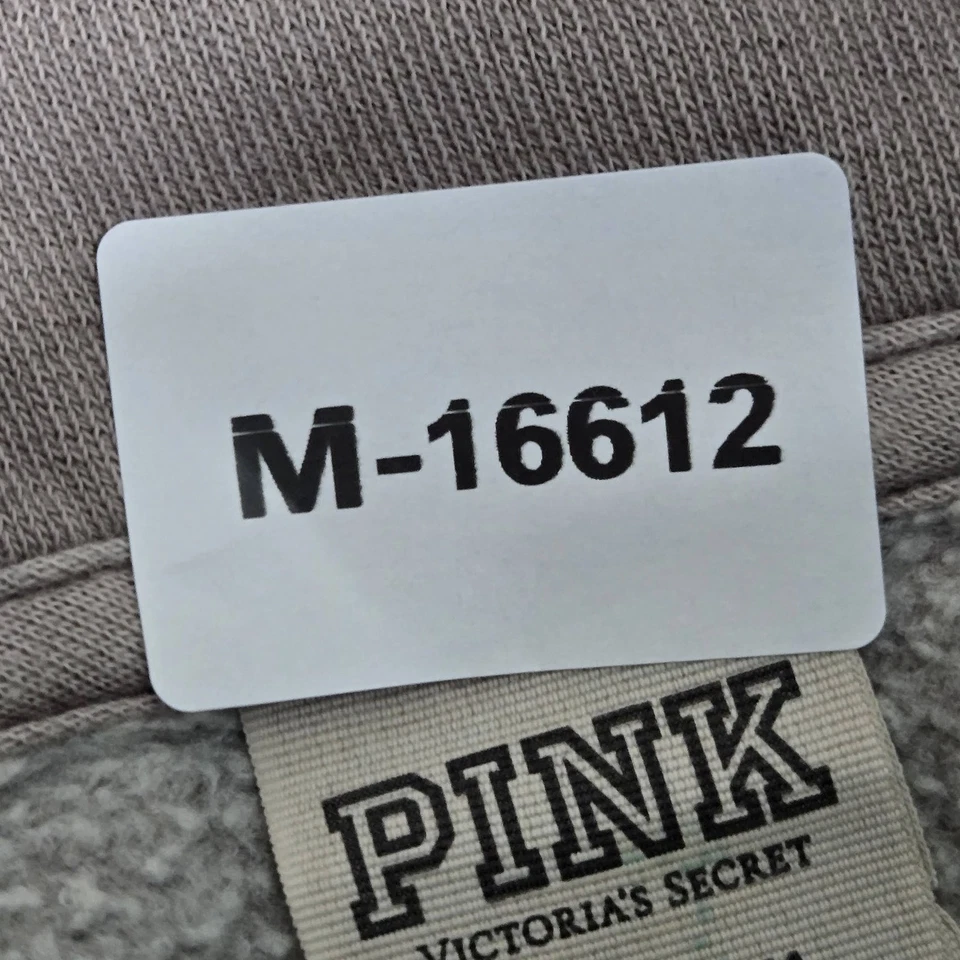 M-16612
PINK
VICTORIA'S SECRET